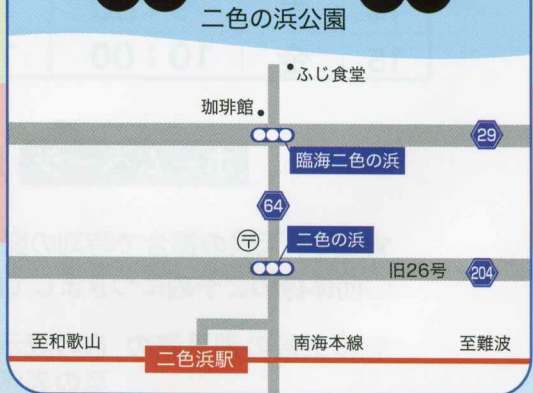 二色の浜公園
ふじ食堂
珈琲館
29
臨海二色の浜
64
〒
二色の浜
旧26号
204
至和歌山
南海本線
至難波
二色浜駅